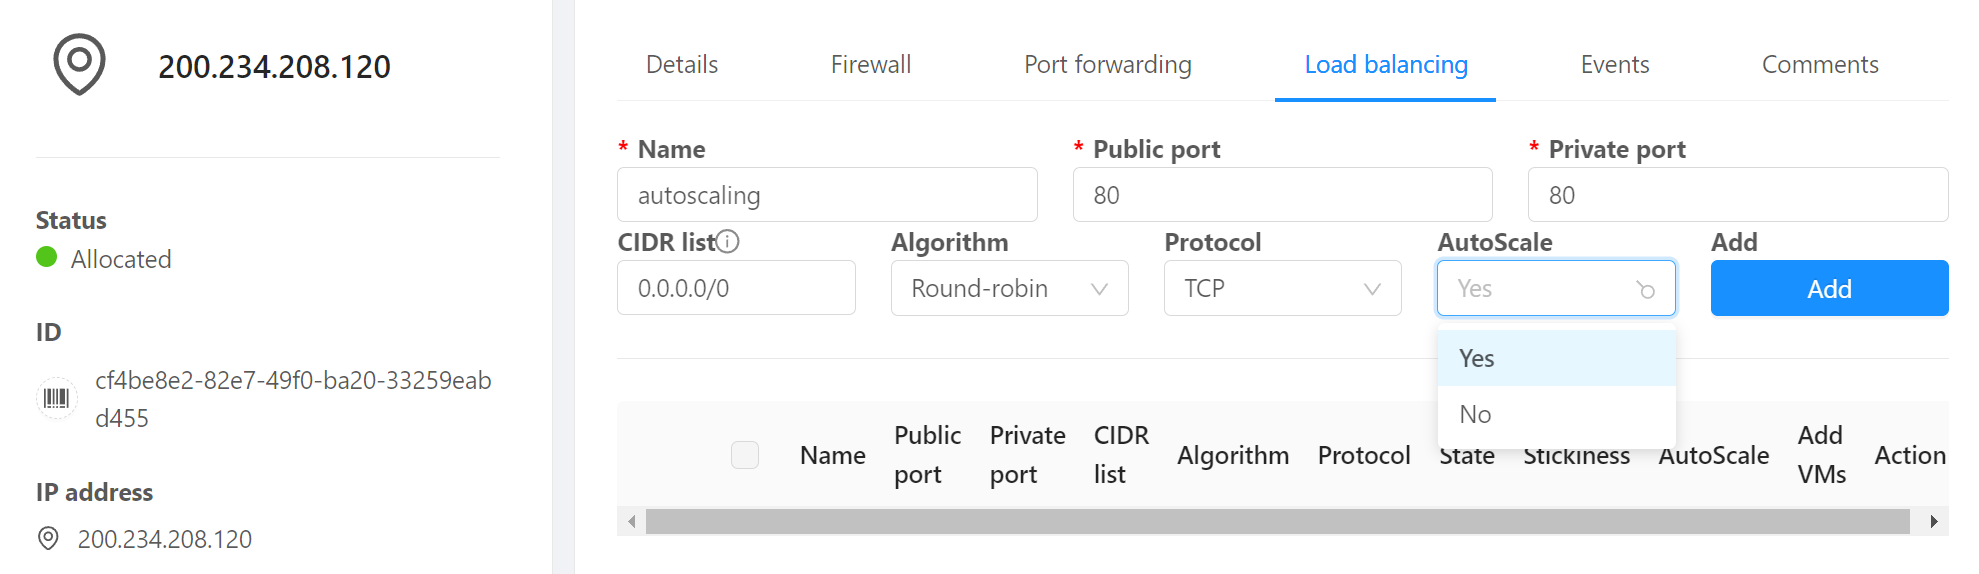 200.234.208.120
Status
Allocated
ID
cf4be8e2-82e7-49f0-ba20-33259eab
d455
IP address
200.234.208.120
Details Firewall Port forwarding Load balancing Events Comments
* Name * Public port * Private port
autoscaling 80 80
CIDR list Algorithm Protocol AutoScale Add
0.0.0.0/0 Round-robin TCP Yes Add
Yes
No
Name Public port Private port CIDR list Algorithm Protocol State Stickiness AutoScale Add VMs Action